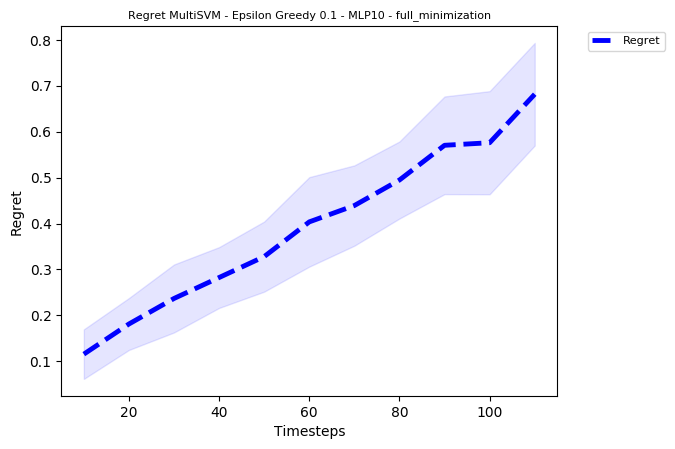 Regret MultiSVM - Epsilon Greedy 0.1 - MLP10 - full_minimization
Regret
0.8
0.7
0.6
0.5
0.4
0.3
0.2
0.1
Regret
20 40 60 80 100
Timesteps